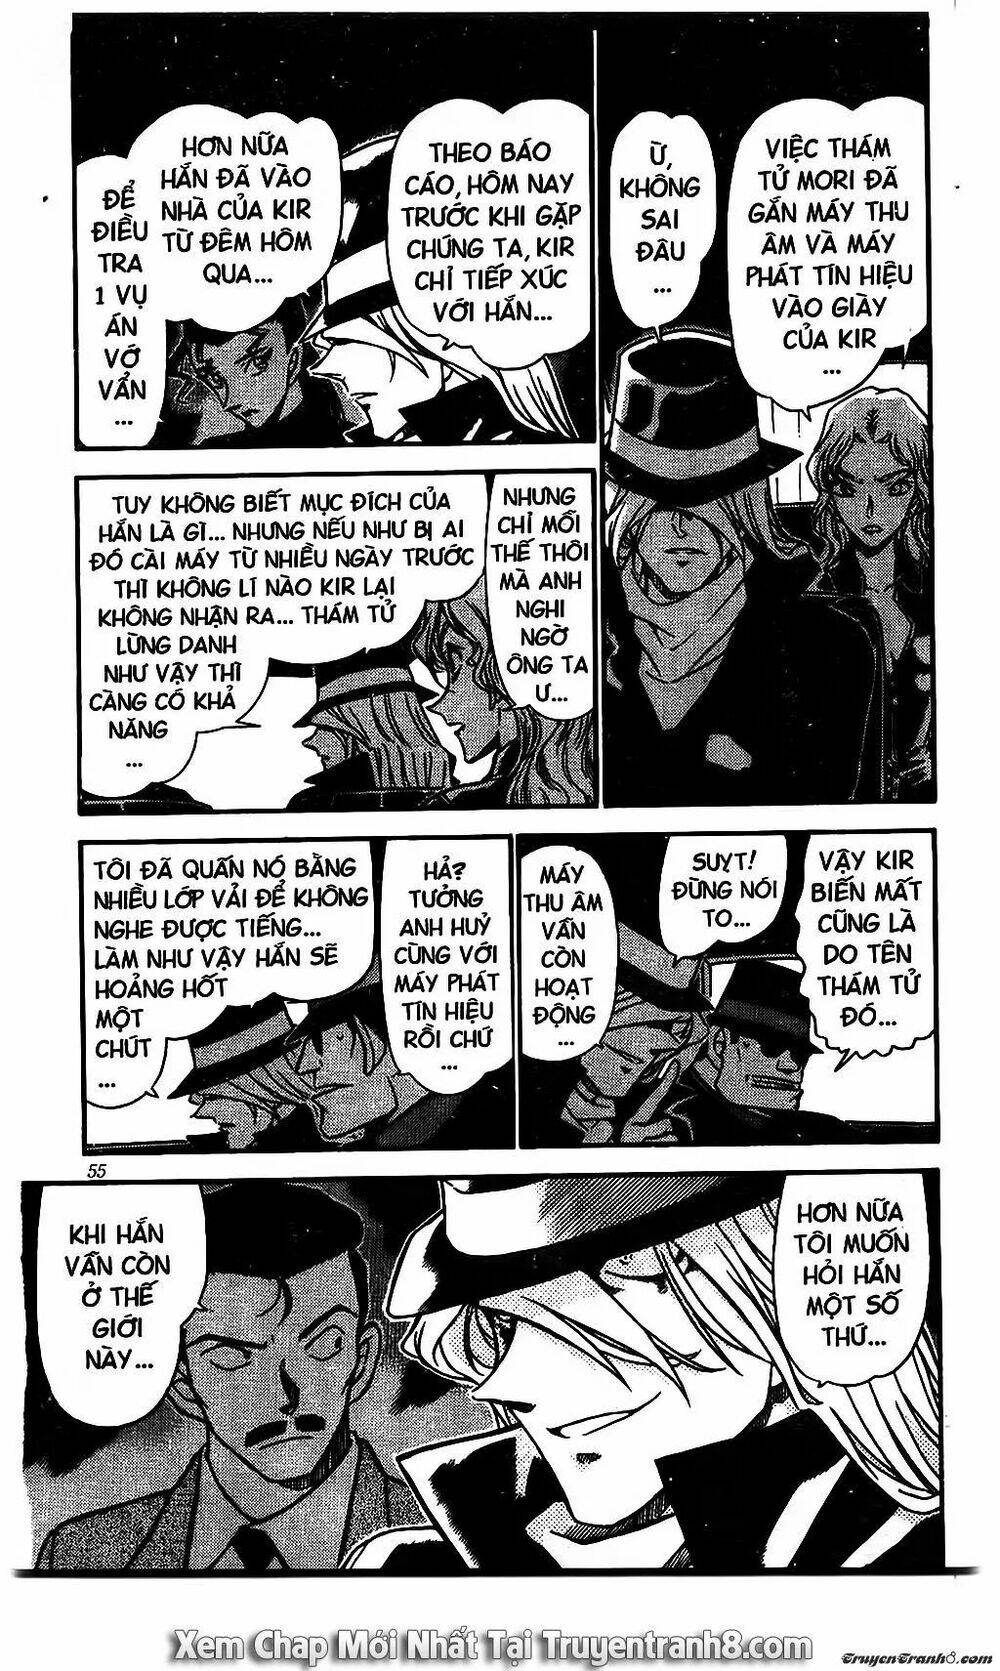 VIỆC THÁM
TỬ MORI ĐÃ
GẮN MÁY THU
ÂM VÀ MÁY
PHÁT TÍN HIỆU
VÀO GIÀY
CỦA KIR
...
Ừ,
KHÔNG
SAI
ĐÂU
...
THEO BÁO
CÁO, HÔM NAY
TRƯỚC KHI GẶP
CHÚNG TA, KIR
CHỈ TIẾP XÚC
VỚI HẮN...
HƠN NỮA
HẮN ĐÃ VÀO
NHÀ CỦA KIR
TỪ ĐÊM HÔM
QUA...
ĐỂ
ĐIỀU
TRA
1 VỤ
ÁN
VỚ
VẨN
...
NHƯNG
CHỈ MỖI
THẾ THÔI
MÀ ANH
NGHI
NGỜ
ÔNG TA
Ư...
TUY KHÔNG BIẾT MỤC ĐÍCH CỦA
HẮN LÀ GÌ... NHƯNG NẾU NHƯ BỊ AI
ĐÓ CÀI MÁY TỪ NHIỀU NGÀY TRƯỚC
THÌ KHÔNG LÍ NÀO KIR LẠI
KHÔNG NHẬN RA... THÁM TỬ
LỪNG DANH
NHƯ VẬY THÌ
CÀNG CÓ KHẢ
NĂNG
...
VẬY KIR
BIẾN MẤT
CŨNG LÀ
DO TÊN
THÁM TỬ
ĐÓ...
SUỴT!
ĐỪNG NÓI
TO...
MÁY
THU ÂM
VẪN
CÒN
HOẠT
ĐỘNG
...
HẢ?
TƯỞNG
ANH HUỶ
CÙNG VỚI
MÁY PHÁT
TÍN HIỆU
RỒI CHỨ
...
TÔI ĐÃ QUẤN NÓ BẰNG
NHIỀU LỚP VẢI ĐỂ KHÔNG
NGHE ĐƯỢC TIẾNG...
LÀM NHƯ VẬY HẮN SẼ
HOẢNG HỐT
MỘT
CHÚT
...
55
HƠN NỮA
TÔI MUỐN
HỎI HẮN
MỘT SỐ
THỨ...
KHI HẮN
VẪN CÒN
Ở THẾ
GIỚI
NÀY...
Xem Chap Mới Nhất Tại Truyentranh8.com
TruyenTranh8.com